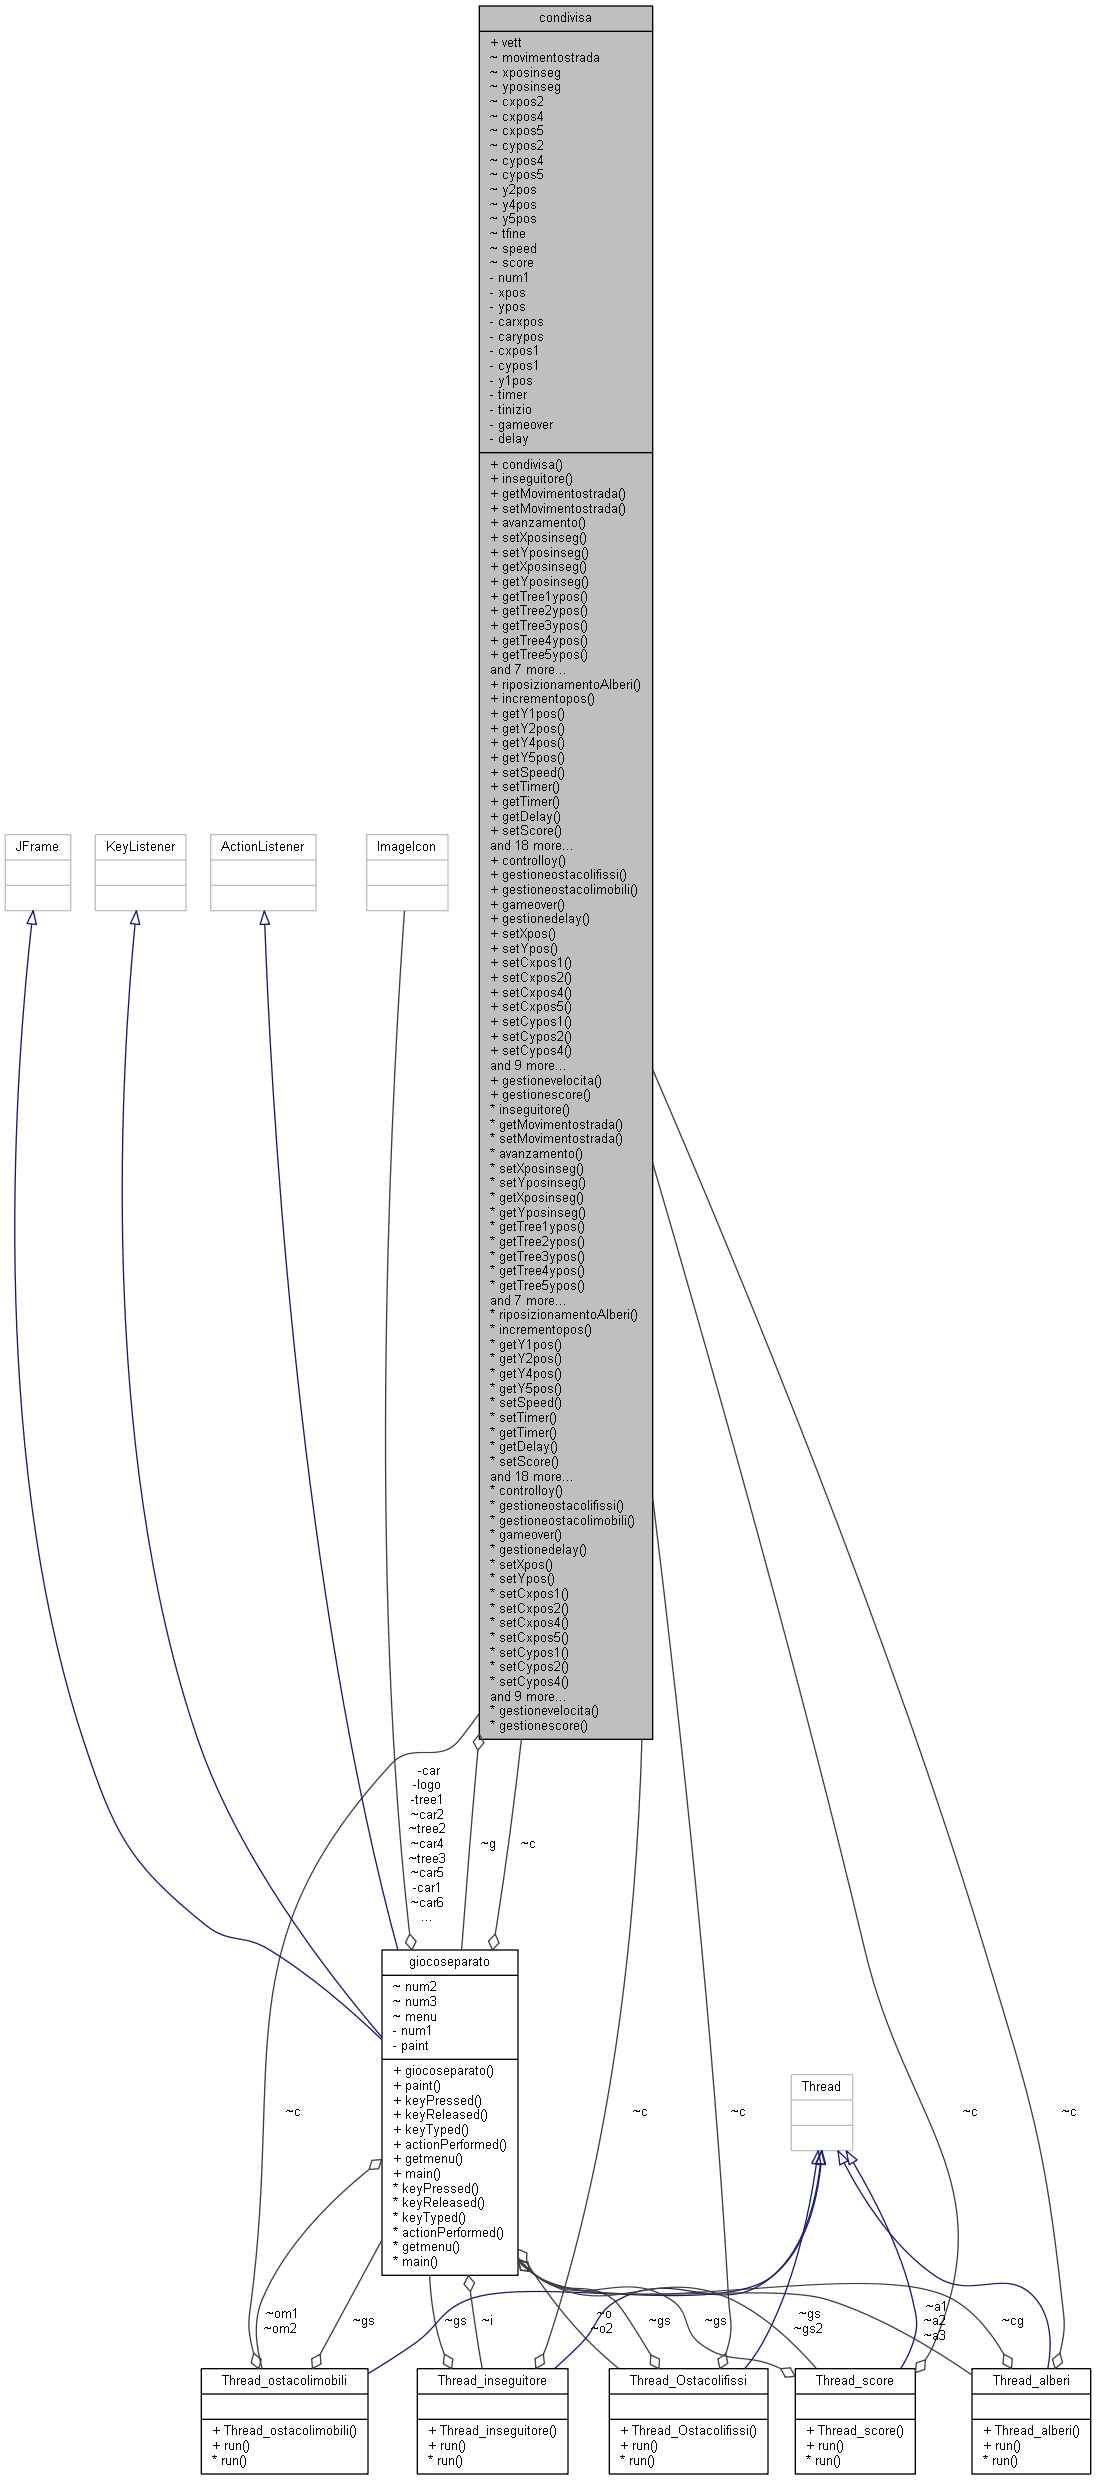 condivisa
+ vett
~ movimentostrada
~ xposinseg
~ yposinseg
~ cxpos2
~ cxpos4
~ cxpos5
~ cypos2
~ cypos4
~ cypos5
~ y2pos
~ y4pos
~ y5pos
~ tfine
~ speed
~ score
- num1
- xpos
- ypos
- carxpos
- carypos
- cxpos1
- cypos1
- y1pos
- timer
- tinizio
- gameover
- delay
+ condivisa()
+ inseguitore()
+ getMovimentostrada()
+ setMovimentostrada()
+ avanzamento()
+ setXposinseg()
+ setYposinseg()
+ getXposinseg()
+ getYposinseg()
+ getTree1ypos()
+ getTree2ypos()
+ getTree3ypos()
+ getTree4ypos()
+ getTree5ypos()
and 7 more...
+ riposizionamentoAlberi()
+ incrementopos()
+ getY1pos()
+ getY2pos()
+ getY4pos()
+ getY5pos()
+ setSpeed()
+ setTimer()
+ getTimer()
+ getDelay()
+ setScore()
and 18 more...
+ controlloy()
+ gestioneostacolifissi()
+ gestioneostacolimobili()
+ gameover()
+ gestionedelay()
+ setXpos()
+ setYpos()
+ setCxpos1()
+ setCxpos2()
+ setCxpos4()
+ setCxpos5()
+ setCypos1()
+ setCypos2()
+ setCypos4()
and 9 more...
+ gestionevelocita()
+ gestionescore()
* inseguitore()
* getMovimentostrada()
* setMovimentostrada()
* avanzamento()
* setXposinseg()
* setYposinseg()
* getXposinseg()
* getYposinseg()
* getTree1ypos()
* getTree2ypos()
* getTree3ypos()
* getTree4ypos()
* getTree5ypos()
and 7 more...
* riposizionamentoAlberi()
* incrementopos()
* getY1pos()
* getY2pos()
* getY4pos()
* getY5pos()
* setSpeed()
* setTimer()
* getTimer()
* getDelay()
* setScore()
and 18 more...
* controlloy()
* gestioneostacolifissi()
* gestioneostacolimobili()
* gameover()
* gestionedelay()
* setXpos()
* setYpos()
* setCxpos1()
* setCxpos2()
* setCxpos4()
* setCxpos5()
* setCypos1()
* setCypos2()
* setCypos4()
and 9 more...
* gestionevelocita()
* gestionescore()
JFrame
KeyListener
ActionListener
ImageIcon
-car
-logo
-tree1
~car2
~tree2
~car4
~tree3
~car5
-car1
~car6
...
~g
~c
giocoseparato
~ num2
~ num3
~ menu
- num1
- paint
+ giocoseparato()
+ paint()
+ keyPressed()
+ keyReleased()
+ keyTyped()
+ actionPerformed()
+ getmenu()
+ main()
* keyPressed()
* keyReleased()
* keyTyped()
* actionPerformed()
* getmenu()
* main()
Thread
~c
~c
~c
~c
~c
~om1
~om2
~gs
~gs
~i
~o
~o2
~gs
~gs
~gs
~gs2
~a1
~a2
~a3
~cg
Thread_ostacolimobili
+ Thread_ostacolimobili()
+ run()
* run()
Thread_inseguitore
+ Thread_inseguitore()
+ run()
* run()
Thread_Ostacolifissi
+ Thread_Ostacolifissi()
+ run()
* run()
Thread_score
+ Thread_score()
+ run()
* run()
Thread_alberi
+ Thread_alberi()
+ run()
* run()